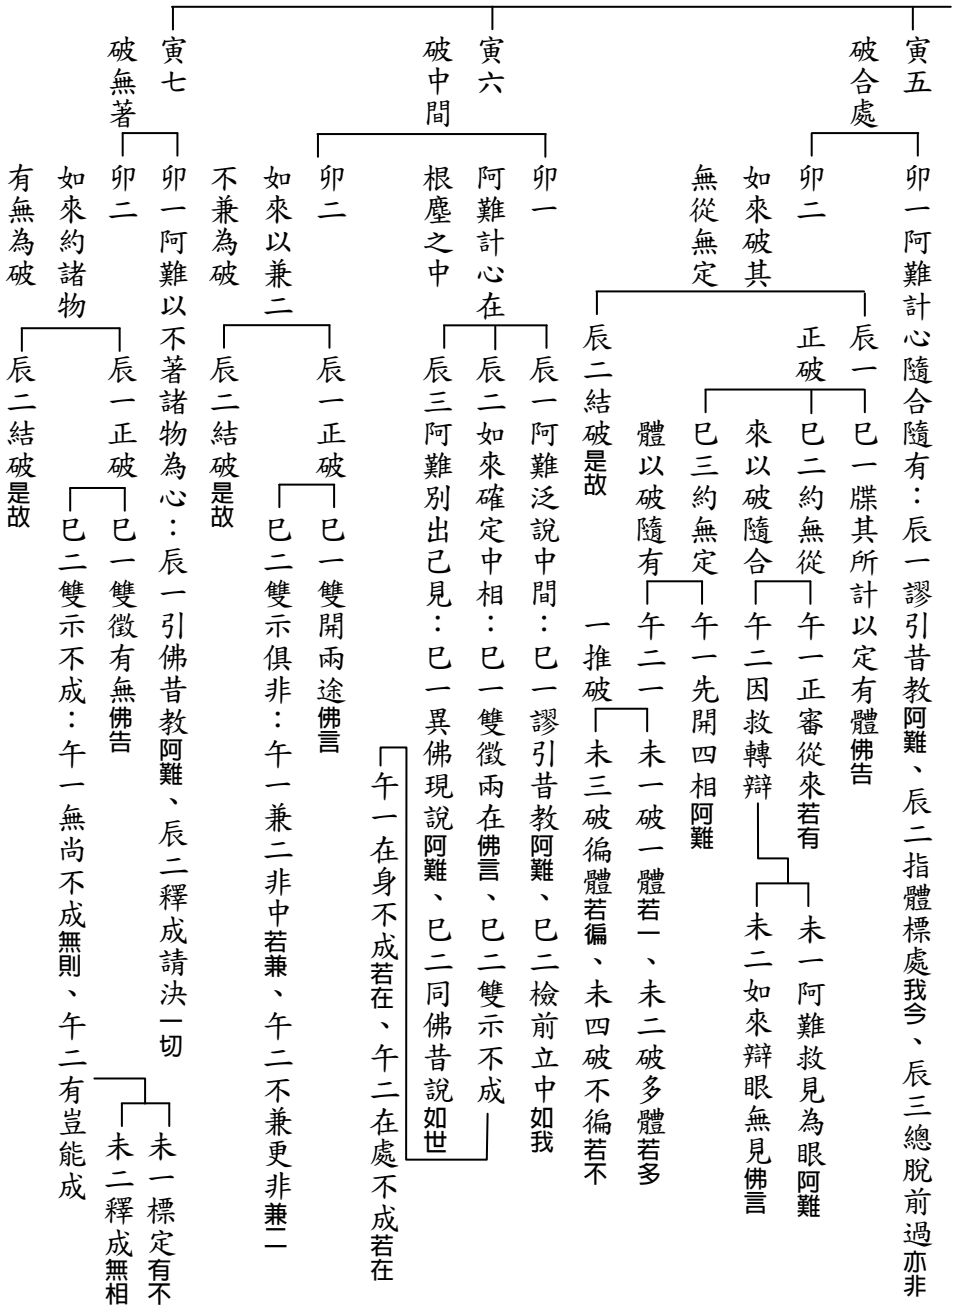 寅五
破合處
卯一阿難計心隨合隨有：辰一謬引昔教阿難、辰二指體標處我今、辰三總脫前過亦非
卯二
如來破其
無從無定
辰一
正破
巳一牒其所計以定有體佛告
巳二約無從
來以破隨合
午一正審從來若有
午二因救轉辯
未一阿難救見為眼阿難
未二如來辯眼無見佛言
巳三約無定
體以破隨有
午一先開四相阿難
午二一
一推破
未一破一體若一、未二破多體若多
未三破徧體若徧、未四破不徧若不
辰二結破是故
寅六
破中間
卯一
阿難計心在
根塵之中
辰一阿難泛說中間：巳一謬引昔教阿難、巳二檢前立中如我
辰二如來確定中相：巳一雙徵兩在佛言、巳二雙示不成
午一在身不成若在、午二在處不成若在
辰三阿難別出己見：巳一異佛現說阿難、巳二同佛昔說如世
卯二
如來以兼二
不兼為破
辰一正破
巳一雙開兩途佛言
巳二雙示俱非：午一兼二非中若兼、午二不兼更非兼二
辰二結破是故
寅七
破無著
卯一阿難以不著諸物為心：辰一引佛昔教阿難、辰二釋成請決一切
卯二
如來約諸物
有無為破
辰一正破
巳一雙徵有無佛告
巳二雙示不成：午一無尚不成無則、午二有豈能成
未一標定有不
未二釋成無相
辰二結破是故